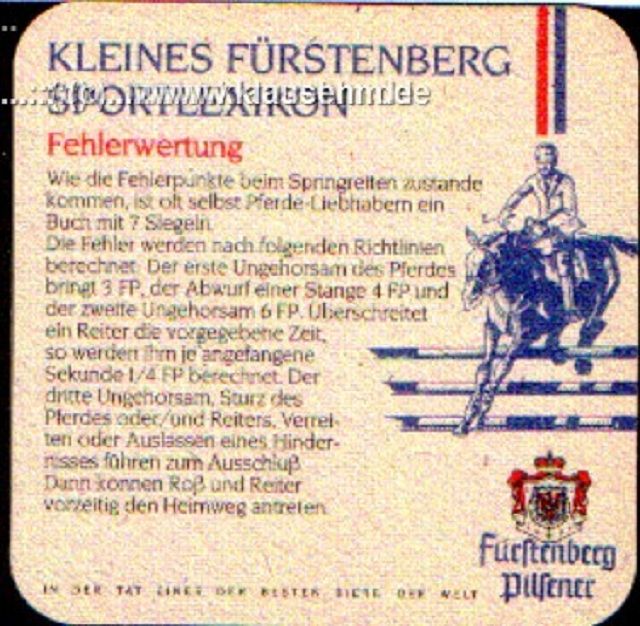 KLEINES FÜRSTENBERG
SPORTLEXIKON
www.klausehm.de
Fehlerwertung
Wie die Fehlerpunkte beim Springreiten zustande
kommen, ist oft selbst Pferde-Liebhabern ein
Buch mit 7 Siegeln.
Die Fehler werden nach folgenden Richtlinien
berechnet: Der erste Ungehorsam des Pferdes
bringt 3 FP, der Abwurf einer Stange 4 FP und
der zweite Ungehorsam 6 FP. Überschreitet
ein Reiter die vorgegebene Zeit,
so werden ihm je angefangene
Sekunde 1/4 FP berechnet. Der
dritte Ungehorsam, Sturz des
Pferdes oder/und Reiters, Verrei-
ten oder Auslassen eines Hinder-
nisses führen zum Ausschluß.
Dann können Roß und Reiter
vorzeitig den Heimweg antreten.
Fürstenberg
Pilsener
IN DER TAT EINES DER BESTEN BIERE DER WELT